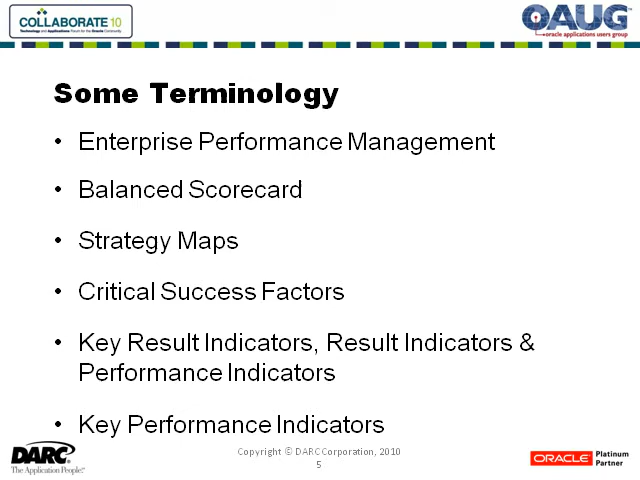 COLLABORATE 10
Technology and Applications Forum for the Oracle Community
OAUG
oracle applications users group
Some Terminology
• Enterprise Performance Management
• Balanced Scorecard
• Strategy Maps
• Critical Success Factors
• Key Result Indicators, Result Indicators &
Performance Indicators
• Key Performance Indicators
DARC
The Application People.
Copyright © DARC Corporation, 2010
5
ORACLE
Platinum
Partner